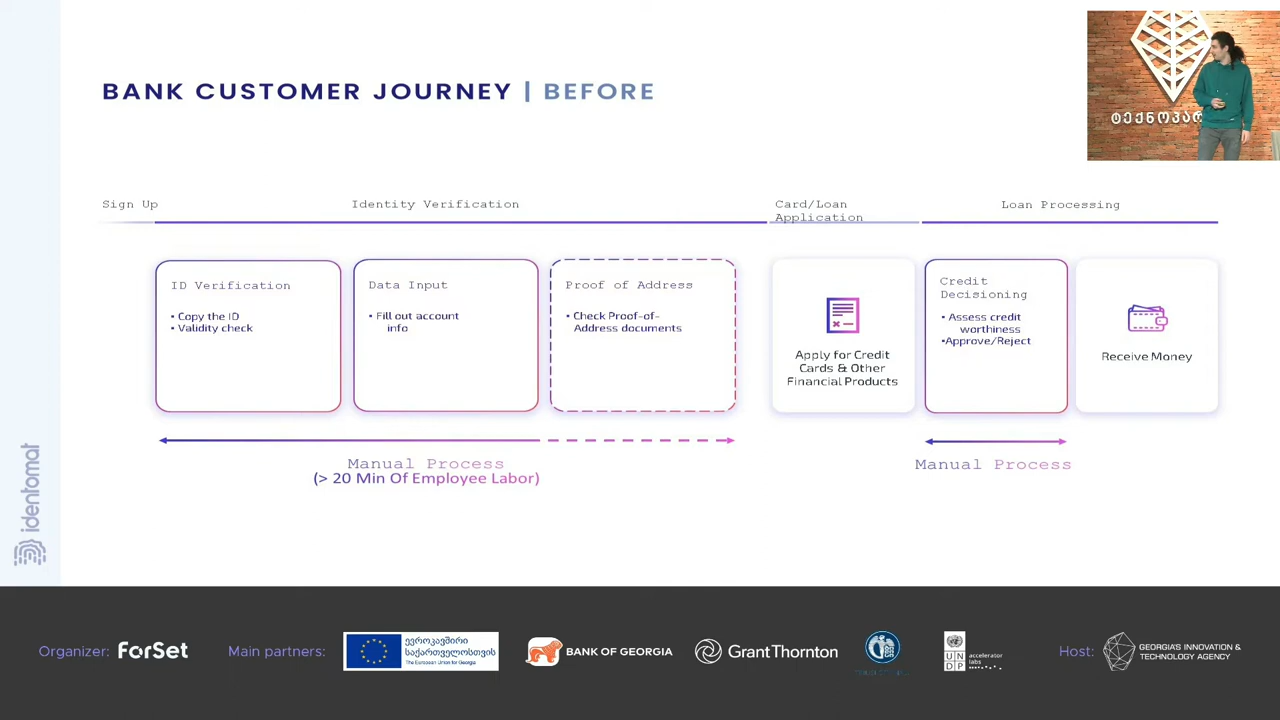 BANK CUSTOMER JOURNEY | BEFORE
ტექნოპარ
Sign Up
Identity Verification
Card/Loan
Application
Loan Processing
ID Verification
• Copy the ID
• Validity check
Data Input
• Fill out account
info
Proof of Address
• Check Proof-of-
Address documents
Apply for Credit
Cards & Other
Financial Products
Credit
Decisioning
• Assess credit
worthiness
•Approve/Reject
Receive Money
Manual Process
(> 20 Min Of Employee Labor)
Manual Process
identomat
Organizer: ForSet
Main partners:
ევროკავშირი
საქართველოსთვის
The European Union for Georgia
BANK OF GEORGIA
GrantThornton
UN
DP
accelerator
labs
Host:
GEORGIA'S INNOVATION &
TECHNOLOGY AGENCY